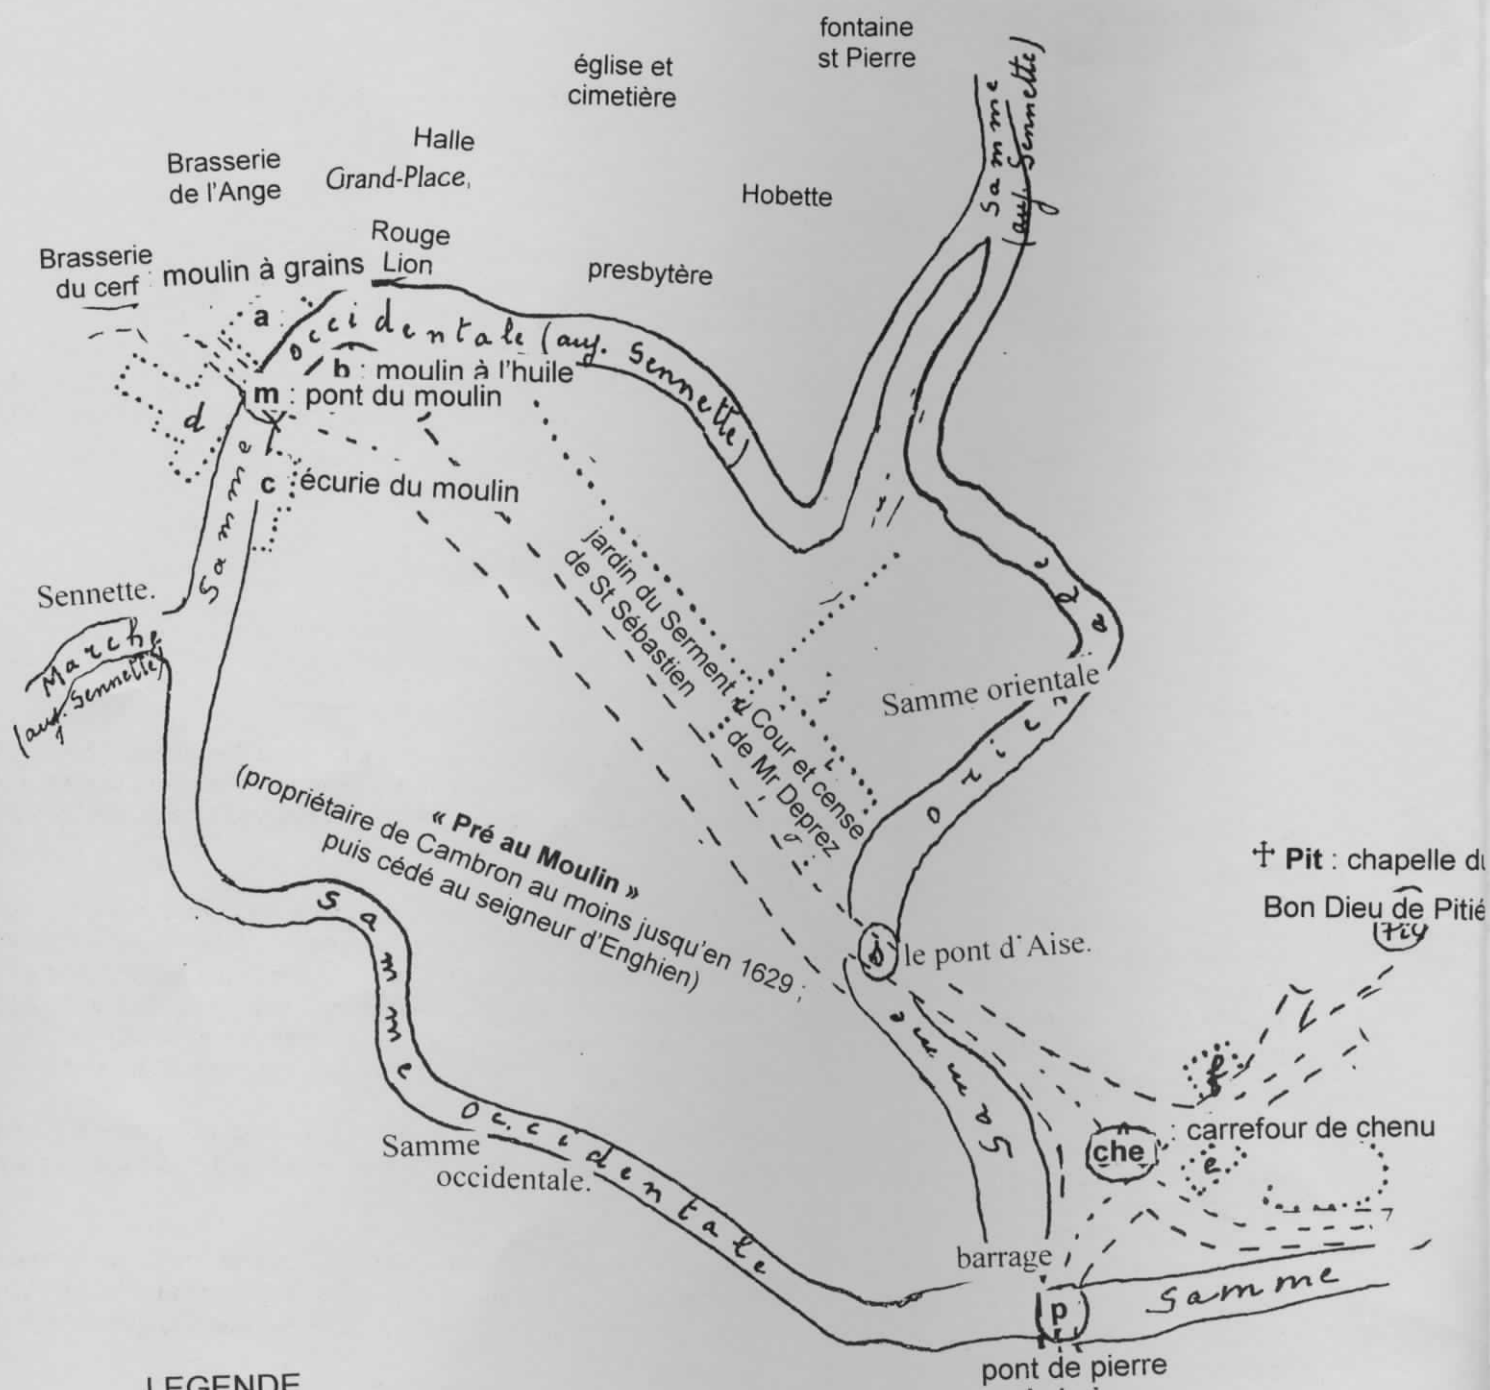 fontaine
st Pierre
église et
cimetière
Samme
(auj. Sennette)
Halle
Grand-Place,
Brasserie
de l'Ange
Hobette
Rouge
Lion
Brasserie
du cerf
moulin à grains
presbytère
a
occidentale (auj. Sennette)
b : moulin à l'huile
m : pont du moulin
d
Samme
c : écurie du moulin
jardin du Serment
de St Sébastien
Sennette.
Marche
(auj. Sennette)
Samme orientale
orien
Cour et cense
de Mr Deprez
« Pré au Moulin »
(propriétaire de Cambron au moins jusqu'en 1629 ;
puis cédé au seigneur d'Enghien)
☩ Pit : chapelle du
Bon Dieu de Pitié
le pont d'Aise.
Samme
Samme
f
che : carrefour de chenu
e
occidentale
Samme
occidentale.
barrage
Samme
p
pont de pierre
LEGENDE